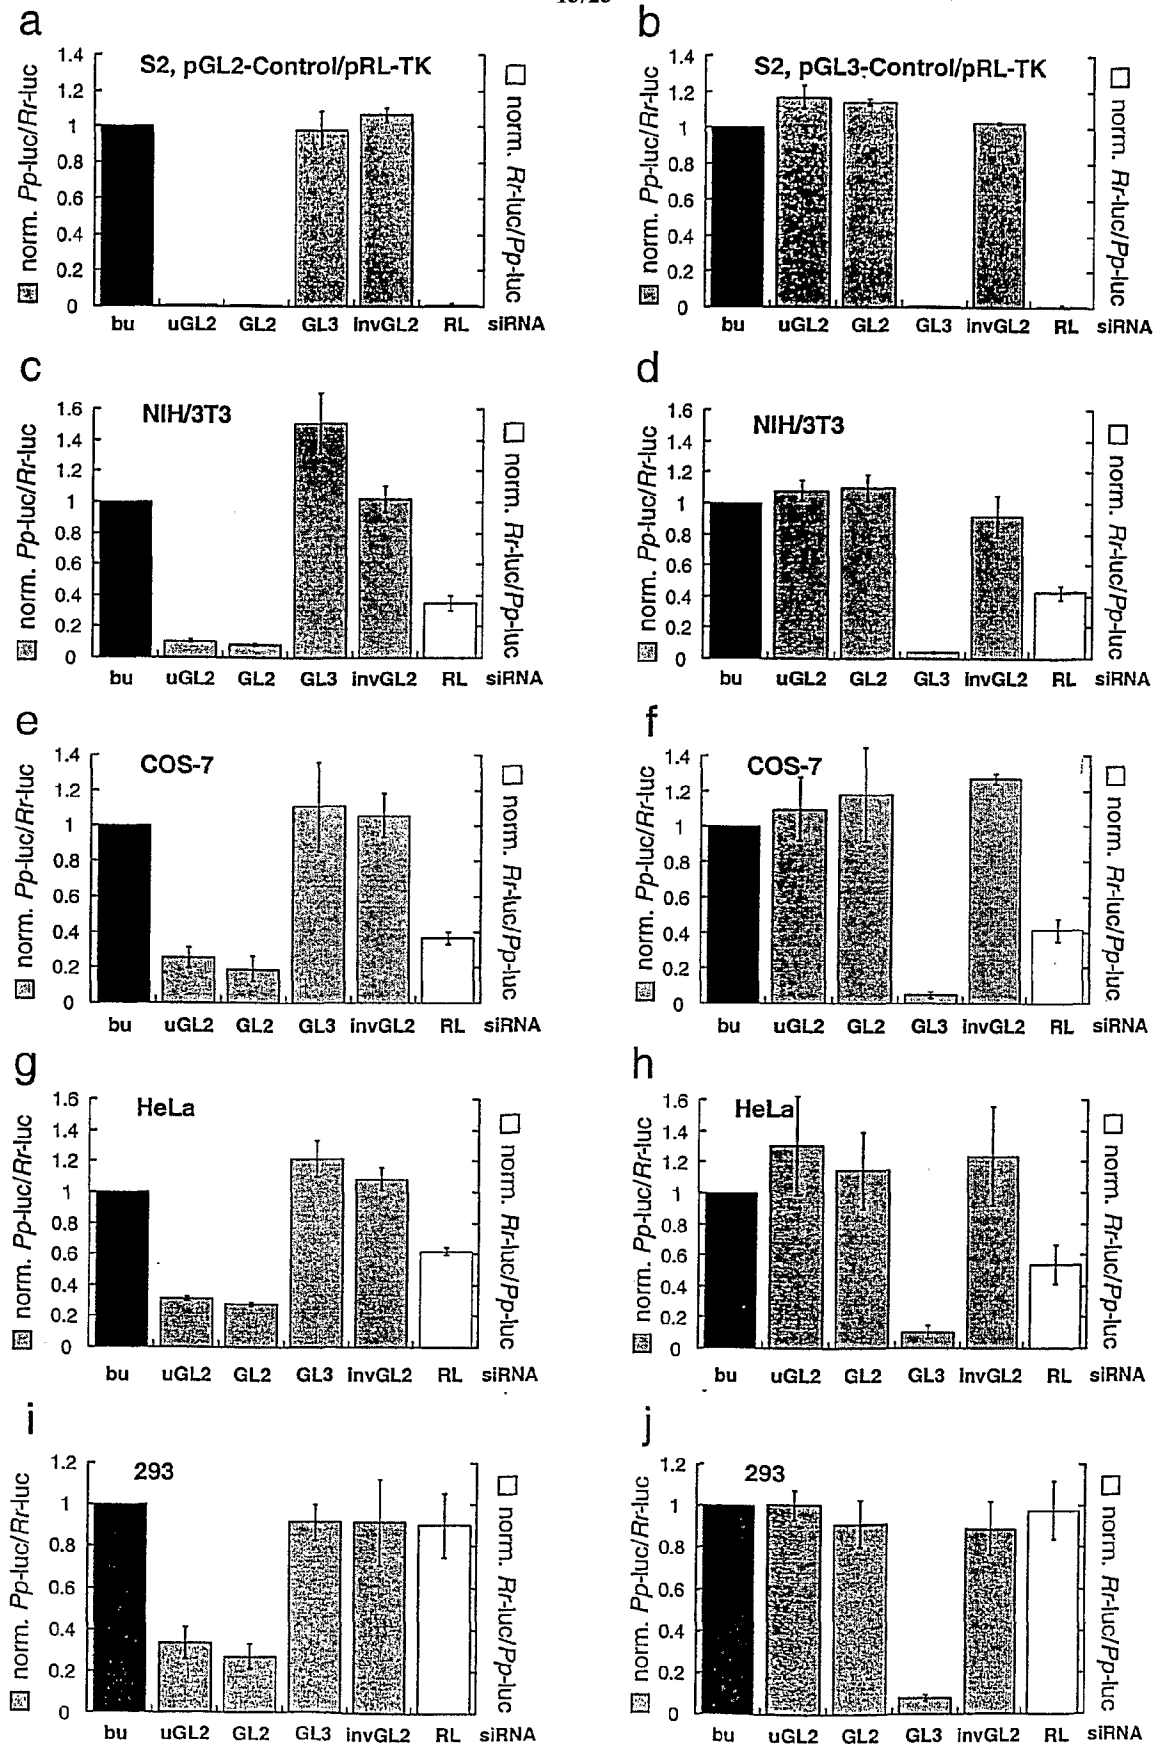 a
S2, pGL2-Control/pRL-TK
norm. Pp-luc/Rr-luc
1.4
1.2
1
0.8
0.6
0.4
0.2
0
norm. Rr-luc/Pp-luc
bu uGL2 GL2 GL3 invGL2 RL siRNA
b
S2, pGL3-Control/pRL-TK
norm. Pp-luc/Rr-luc
1.4
1.2
1
0.8
0.6
0.4
0.2
0
norm. Rr-luc/Pp-luc
bu uGL2 GL2 GL3 invGL2 RL siRNA
c
NIH/3T3
norm. Pp-luc/Rr-luc
1.6
1.4
1.2
1
0.8
0.6
0.4
0.2
0
norm. Rr-luc/Pp-luc
bu uGL2 GL2 GL3 invGL2 RL siRNA
d
NIH/3T3
norm. Pp-luc/Rr-luc
1.6
1.4
1.2
1
0.8
0.6
0.4
0.2
0
norm. Rr-luc/Pp-luc
bu uGL2 GL2 GL3 invGL2 RL siRNA
e
COS-7
norm. Pp-luc/Rr-luc
1.4
1.2
1
0.8
0.6
0.4
0.2
0
norm. Rr-luc/Pp-luc
bu uGL2 GL2 GL3 invGL2 RL siRNA
f
COS-7
norm. Pp-luc/Rr-luc
1.4
1.2
1
0.8
0.6
0.4
0.2
0
norm. Rr-luc/Pp-luc
bu uGL2 GL2 GL3 invGL2 RL siRNA
g
HeLa
norm. Pp-luc/Rr-luc
1.6
1.4
1.2
1
0.8
0.6
0.4
0.2
0
norm. Rr-luc/Pp-luc
bu uGL2 GL2 GL3 invGL2 RL siRNA
h
HeLa
norm. Pp-luc/Rr-luc
1.6
1.4
1.2
1
0.8
0.6
0.4
0.2
0
norm. Rr-luc/Pp-luc
bu uGL2 GL2 GL3 invGL2 RL siRNA
i
293
norm. Pp-luc/Rr-luc
1.2
1
0.8
0.6
0.4
0.2
0
norm. Rr-luc/Pp-luc
bu uGL2 GL2 GL3 invGL2 RL siRNA
j
293
norm. Pp-luc/Rr-luc
1.2
1
0.8
0.6
0.4
0.2
0
norm. Rr-luc/Pp-luc
bu uGL2 GL2 GL3 invGL2 RL siRNA